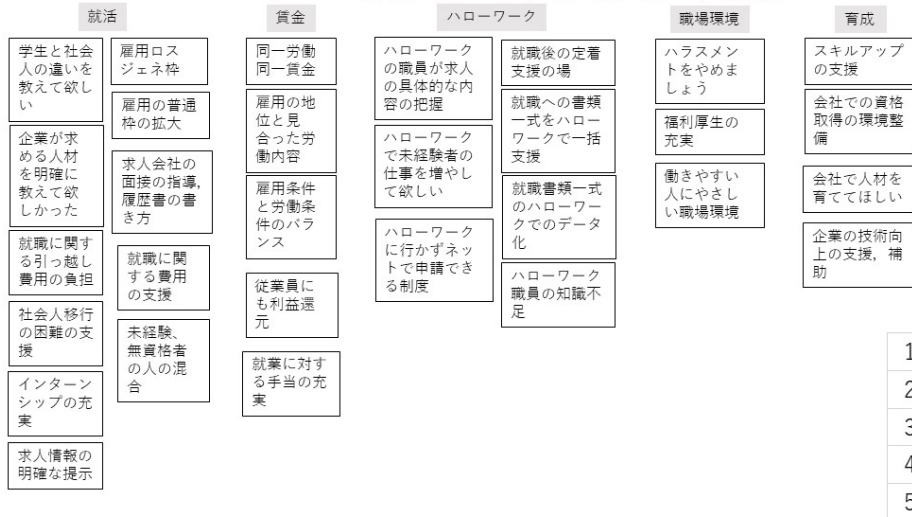 就活
学生と社会
人の違いを
教えて欲し
い
企業が求
める人材
を明確に
教えて欲
しかった
就職に関す
る引っ越し
費用の負担
社会人移行
の困難の支
援
インターン
シップの充
実
求人情報の
明確な提示
雇用ロス
ジェネ枠
雇用の普通
枠の拡大
求人会社の
面接の指導,
履歴書の書
き方
就職に関
する費用
の支援
未経験、
無資格者
の人の混
合
賃金
同一労働
同一賃金
雇用の地
位と見
合った労
働内容
雇用条件
と労働条
件のバラ
ンス
従業員に
も利益還
元
就業に対す
る手当の充
実
ハローワーク
ハローワーク
の職員が求人
の具体的な内
容の把握
ハローワーク
で未経験者の
仕事を増やし
て欲しい
ハローワーク
に行かずネッ
トで申請でき
る制度
就職後の定着
支援の場
就職への書類
一式をハロー
ワークで一括
支援
就職書類一式
のハローワー
クでのデータ
化
ハローワーク
職員の知識不
足
職場環境
ハラスメン
トをやめま
しょう
福利厚生の
充実
働きやすい
人にやさし
い職場環境
育成
スキルアップ
の支援
会社での資格
取得の環境整
備
会社で人材を
育ててほしい
企業の技術向
上の支援，補
助
1
2
3
4
5